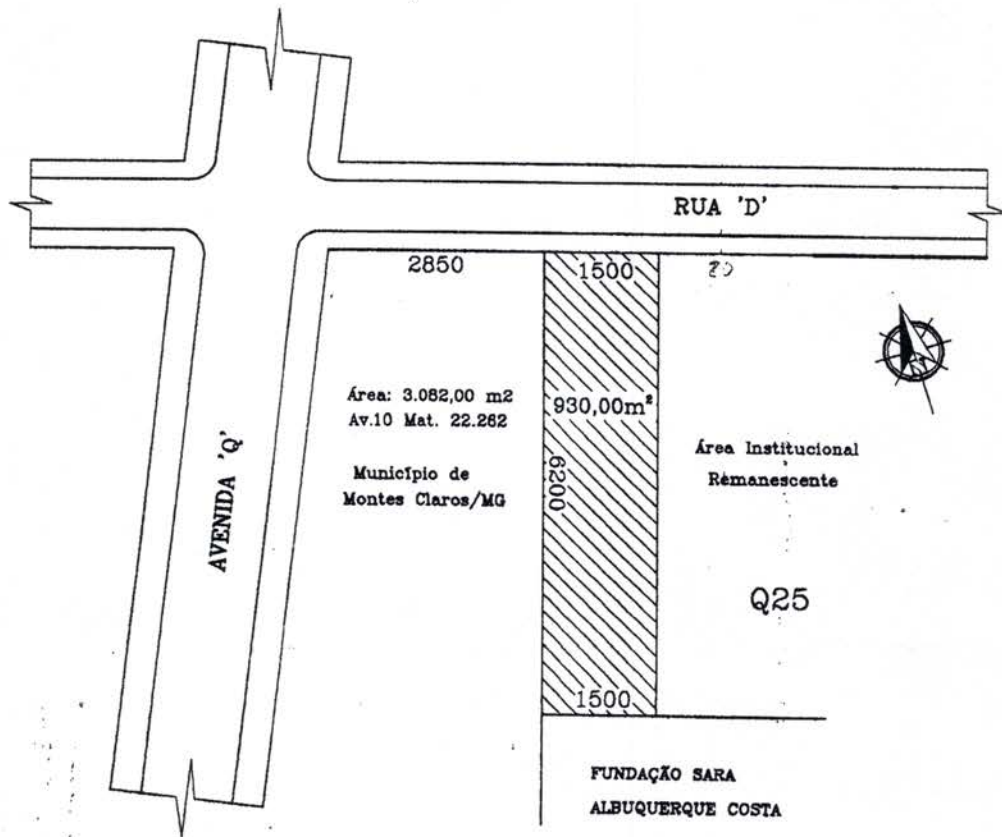 RUA 'D'
2850
1500
Área: 3.082,00 m2
Av.10 Mat. 22.262
Município de
Montes Claros/MG
AVENIDA 'Q'
930,00m²
6200
Área Institucional
Remanescente
Q25
1500
FUNDAÇÃO SARA
ALBUQUERQUE COSTA